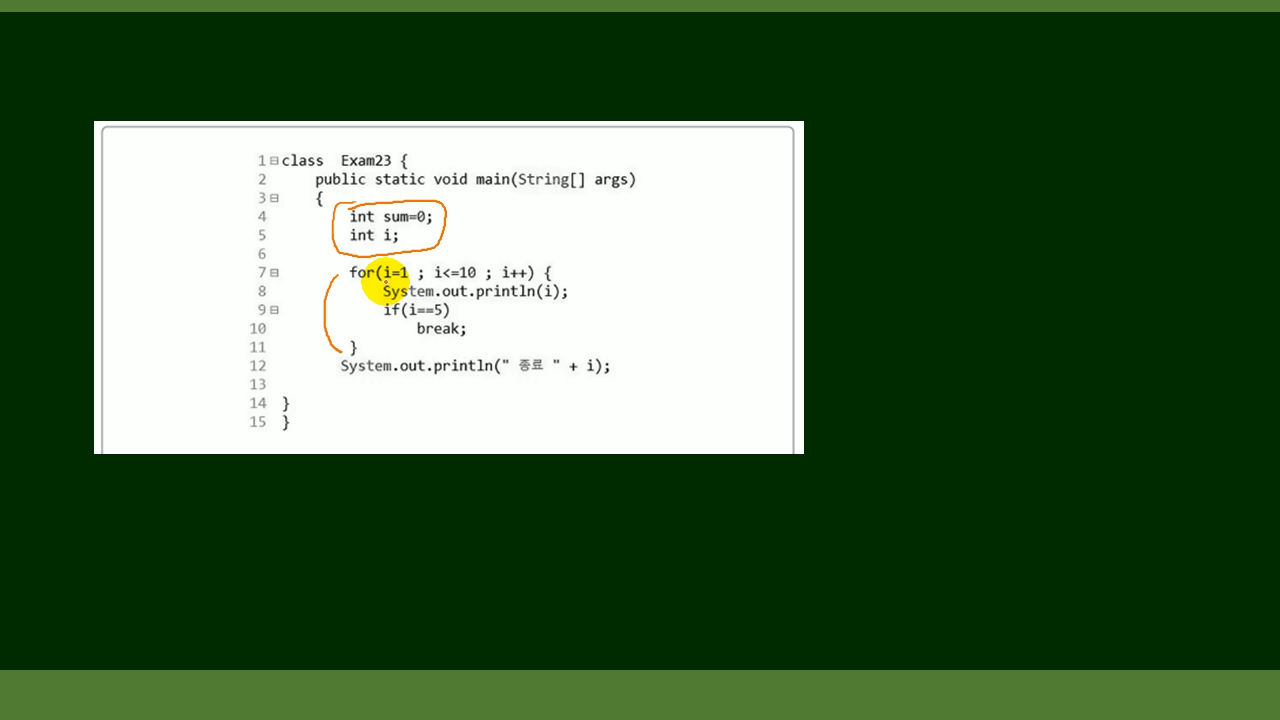 1 class  Exam23 {
2     public static void main(String[] args)
3     {
4         int sum=0;
5         int i;
6
7         for(i=1 ; i<=10 ; i++) {
8             System.out.println(i);
9             if(i==5)
10                 break;
11         }
12        System.out.println(" 종료 " + i);
13
14 }
15 }